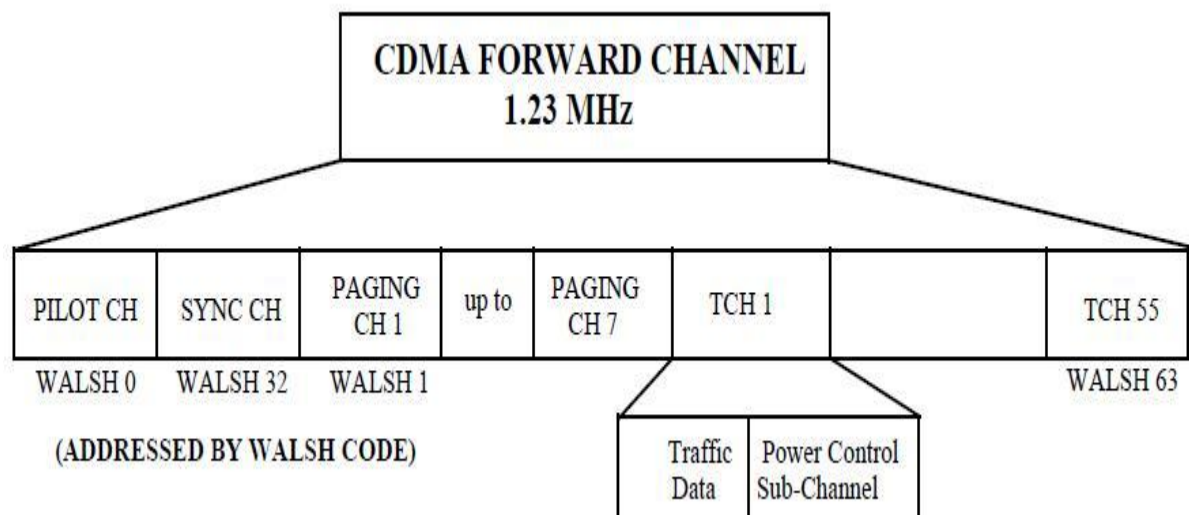 CDMA FORWARD CHANNEL
1.23 MHz
PILOT CH
SYNC CH
PAGING
CH 1
up to
PAGING
CH 7
TCH 1
TCH 55
WALSH 0
WALSH 32
WALSH 1
WALSH 63
(ADDRESSED BY WALSH CODE)
Traffic
Data
Power Control
Sub-Channel